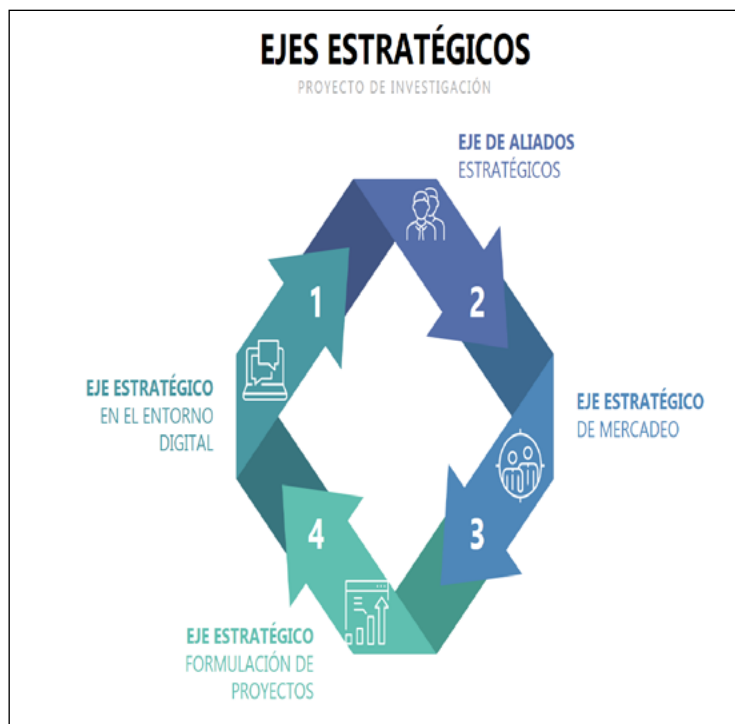 EJES ESTRATÉGICOS
PROYECTO DE INVESTIGACIÓN
EJE DE ALIADOS
ESTRATÉGICOS
1
2
EJE ESTRATÉGICO
EN EL ENTORNO
DIGITAL
EJE ESTRATÉGICO
DE MERCADEO
4
3
EJE ESTRATÉGICO
FORMULACIÓN DE
PROYECTOS